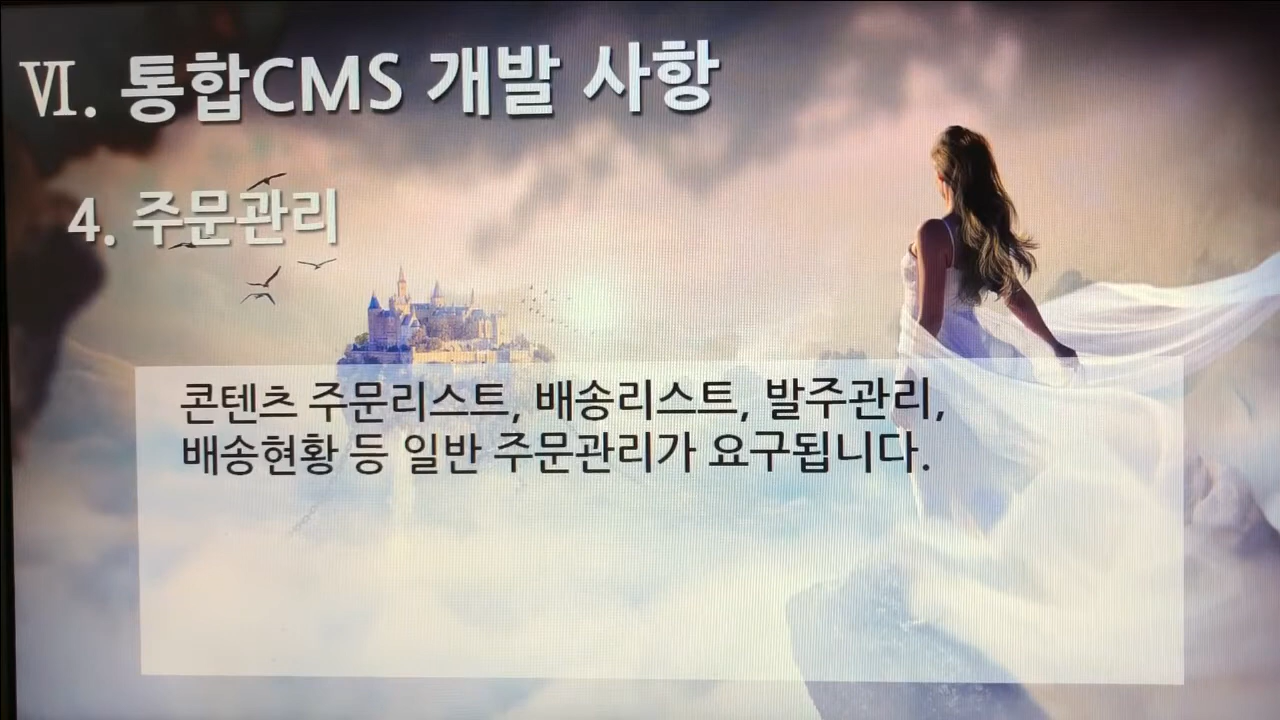 Ⅵ. 통합CMS 개발 사항
4. 주문관리
콘텐츠 주문리스트, 배송리스트, 발주관리,
배송현황 등 일반 주문관리가 요구됩니다.